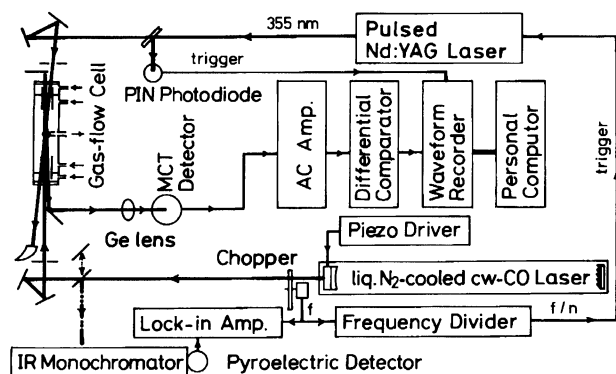 355 nm
Pulsed
Nd:YAG Laser
trigger
PIN Photodiode
Gas-flow Cell
MCT
Detector
AC Amp.
Differential
Comparator
Waveform
Recorder
Personal
Computor
trigger
Ge lens
Piezo Driver
Chopper
liq. N2-cooled cw-CO Laser
f
f/n
Lock-in Amp.
Frequency Divider
IR Monochromator
Pyroelectric Detector